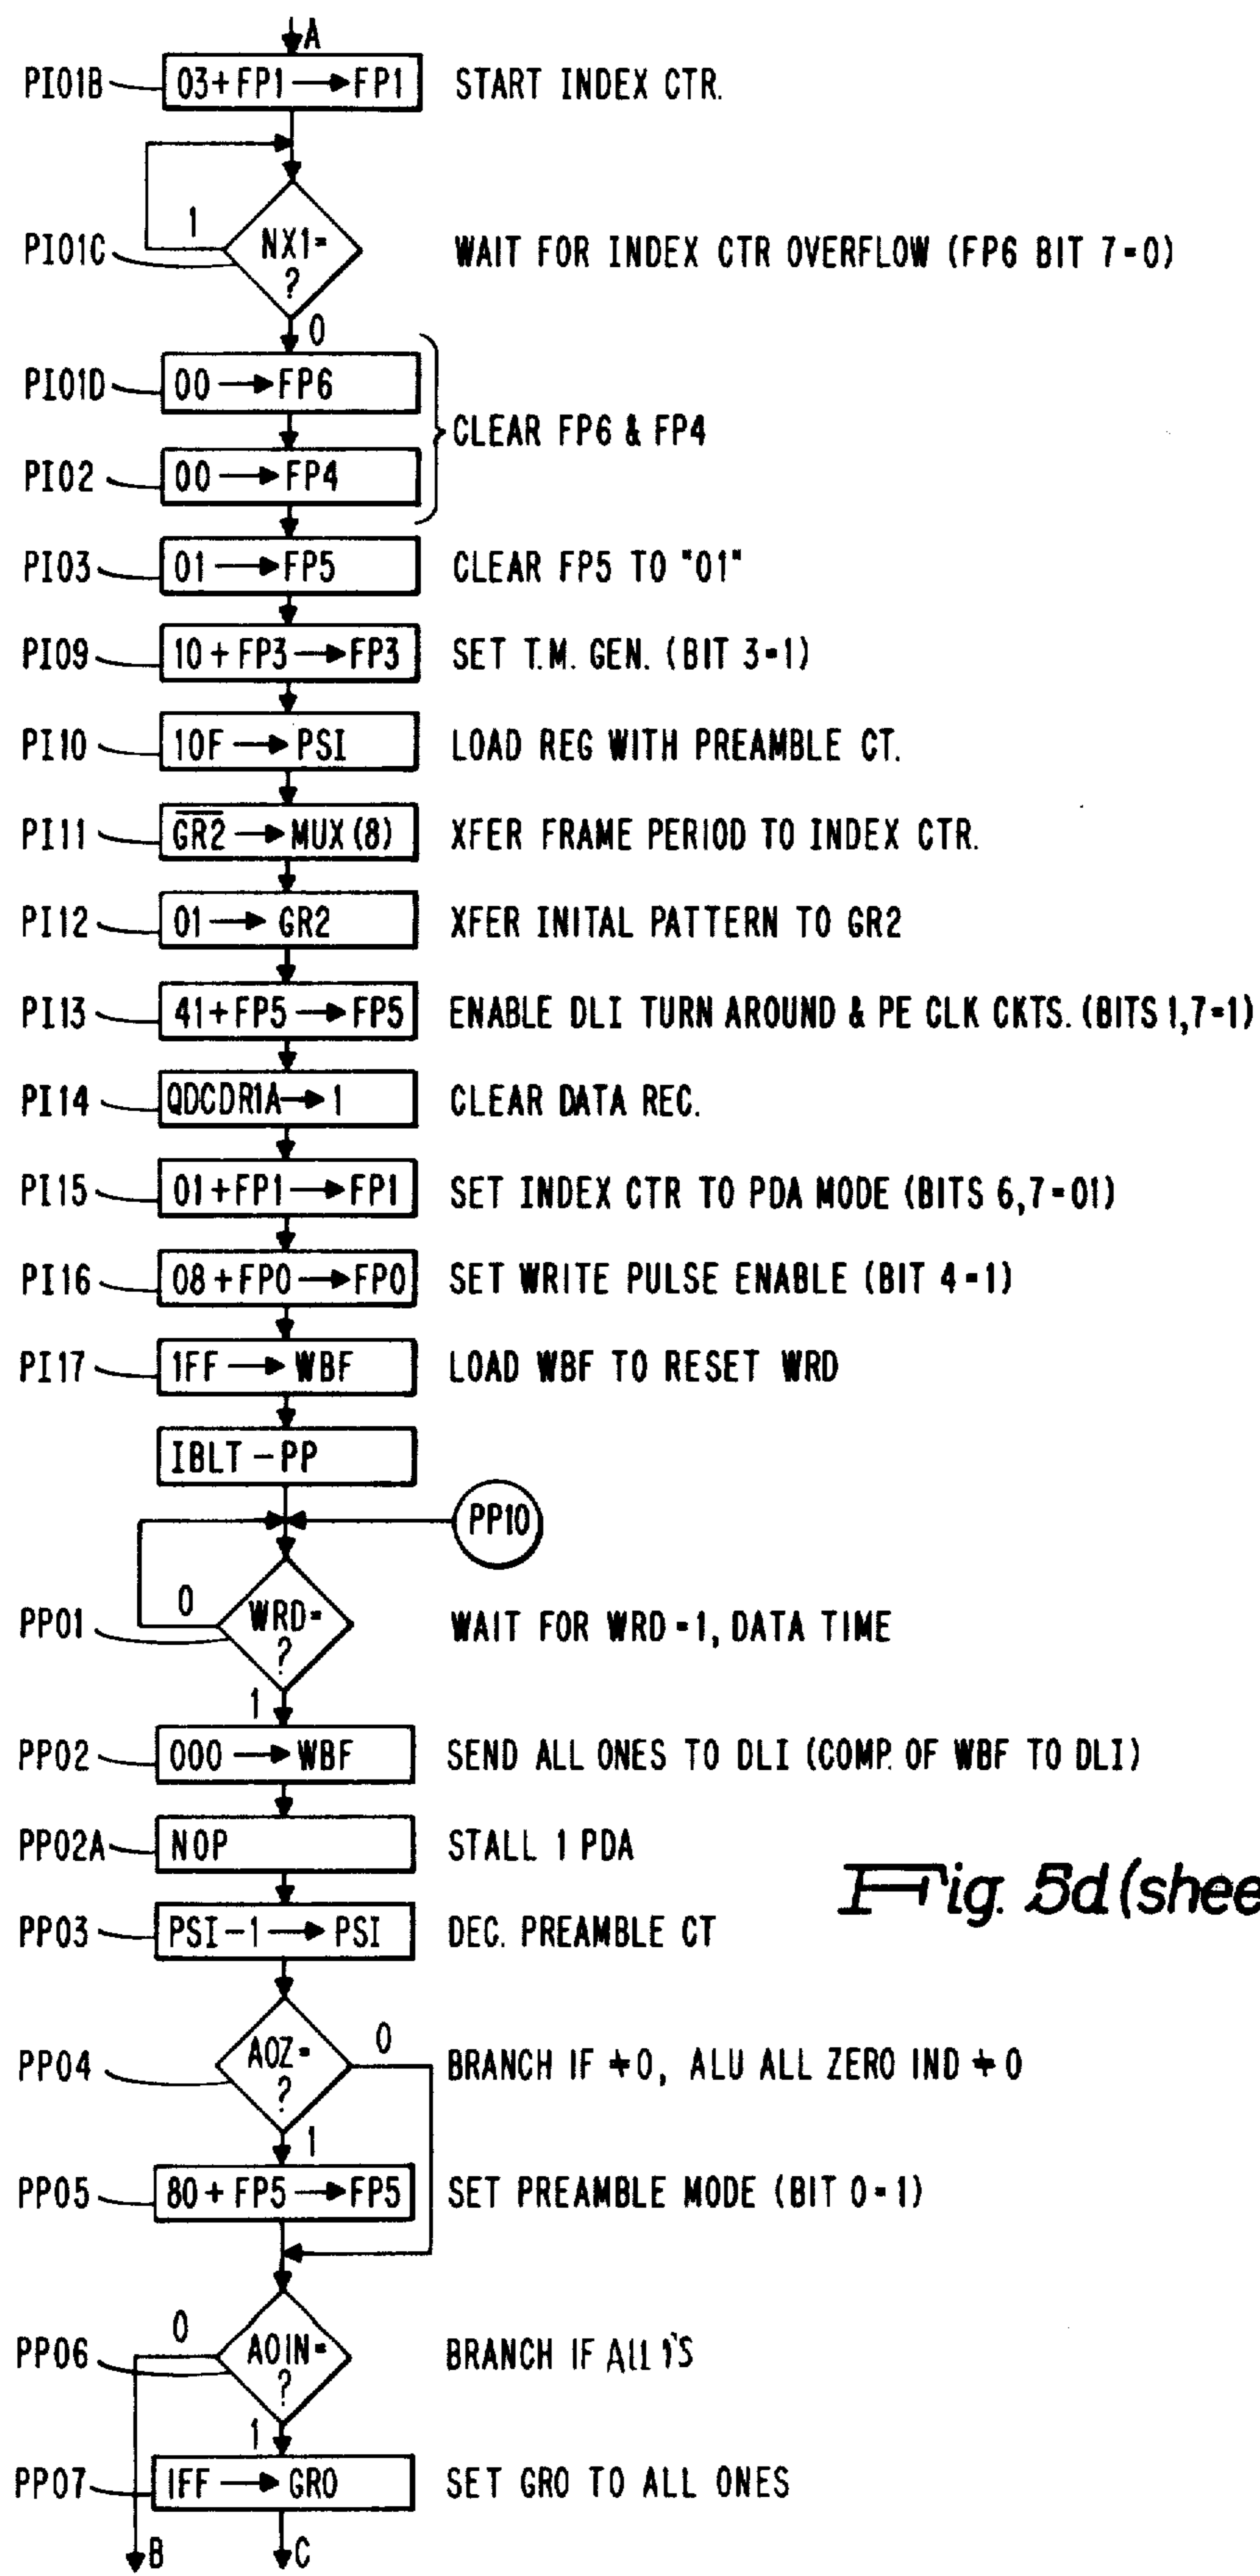 A
PI01B 03+FP1→FP1 START INDEX CTR.
1 NX1=
PI01C ? WAIT FOR INDEX CTR OVERFLOW (FP6 BIT 7=0)
0
PI01D 00→FP6
CLEAR FP6 & FP4
PI02 00→FP4
PI03 01→FP5 CLEAR FP5 TO "01"
PI09 10+FP3→FP3 SET T.M. GEN. (BIT 3=1)
PI10 10F→PSI LOAD REG WITH PREAMBLE CT.
PI11 G̅R̅2̅→MUX(8) XFER FRAME PERIOD TO INDEX CTR.
PI12 01→GR2 XFER INITAL PATTERN TO GR2
PI13 41+FP5→FP5 ENABLE DLI TURN AROUND & PE CLK CKTS. (BITS 1,7=1)
PI14 QDCDR1A→1 CLEAR DATA REC.
PI15 01+FP1→FP1 SET INDEX CTR TO PDA MODE (BITS 6,7=01)
PI16 08+FP0→FP0 SET WRITE PULSE ENABLE (BIT 4=1)
PI17 1FF→WBF LOAD WBF TO RESET WRD
IBLT-PP
PP10
0 WRD=
PP01 ? WAIT FOR WRD=1, DATA TIME
1
PP02 000→WBF SEND ALL ONES TO DLI (COMP. OF WBF TO DLI)
PP02A NOP STALL 1 PDA
Fig. 5d (shee
PP03 PSI-1→PSI DEC. PREAMBLE CT
A0Z= 0
PP04 ? BRANCH IF ≠0, ALU ALL ZERO IND ≠0
1
PP05 80+FP5→FP5 SET PREAMBLE MODE (BIT 0=1)
0 A01N=
PP06 ? BRANCH IF All 1'S
1
PP07 1FF→GR0 SET GR0 TO ALL ONES
B C